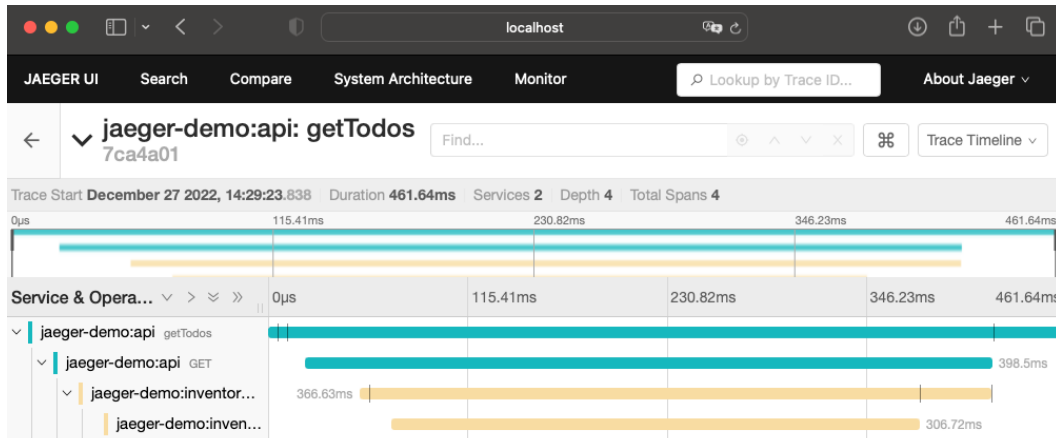 localhost
JAEGER UI Search Compare System Architecture Monitor Lookup by Trace ID... About Jaeger
jaeger-demo:api: getTodos
7ca4a01
Find...
Trace Timeline
Trace Start December 27 2022, 14:29:23.838 Duration 461.64ms Services 2 Depth 4 Total Spans 4
0μs 115.41ms 230.82ms 346.23ms 461.64ms
Service & Opera... 0μs 115.41ms 230.82ms 346.23ms 461.64ms
jaeger-demo:api getTodos
jaeger-demo:api GET 398.5ms
jaeger-demo:inventor... 366.63ms
jaeger-demo:inven... 306.72ms